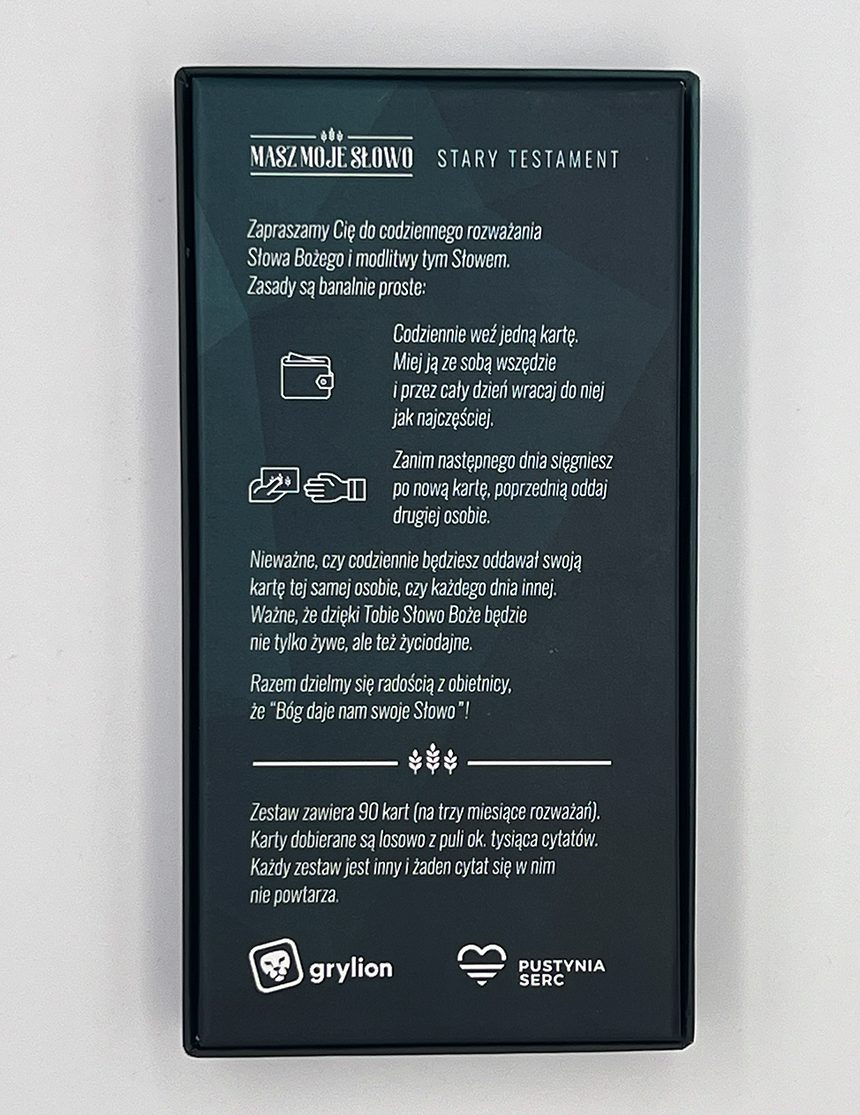 MASZ MOJE SŁOWO STARY TESTAMENT
Zapraszamy Cię do codziennego rozważania
Słowa Bożego i modlitwy tym Słowem.
Zasady są banalnie proste:
Codziennie weź jedną kartę.
Miej ją ze sobą wszędzie
i przez cały dzień wracaj do niej
jak najczęściej.
Zanim następnego dnia sięgniesz
po nową kartę, poprzednią oddaj
drugiej osobie.
Nieważne, czy codziennie będziesz oddawał swoją
kartę tej samej osobie, czy każdego dnia innej.
Ważne, że dzięki Tobie Słowo Boże będzie
nie tylko żywe, ale też życiodajne.
Razem dzielmy się radością z obietnicy,
że “Bóg daje nam swoje Słowo”!
Zestaw zawiera 90 kart (na trzy miesiące rozważań).
Karty dobierane są losowo z puli ok. tysiąca cytatów.
Każdy zestaw jest inny i żaden cytat się w nim
nie powtarza.
grylion
PUSTYNIA
SERC